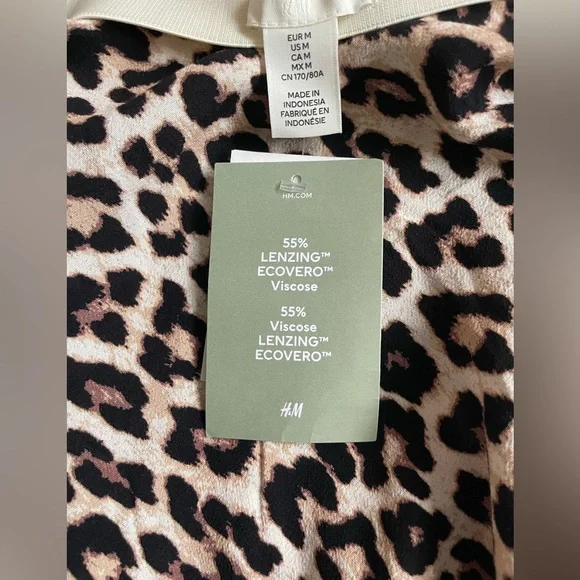 EUR M
US M
CA M
MX M
CN 170/80A
MADE IN
INDONESIA
FABRIQUÉ EN
INDONÉSIE
HM.COM
55%
LENZING™
ECOVERO™
Viscose
55%
Viscose
LENZING™
ECOVERO™
H&M